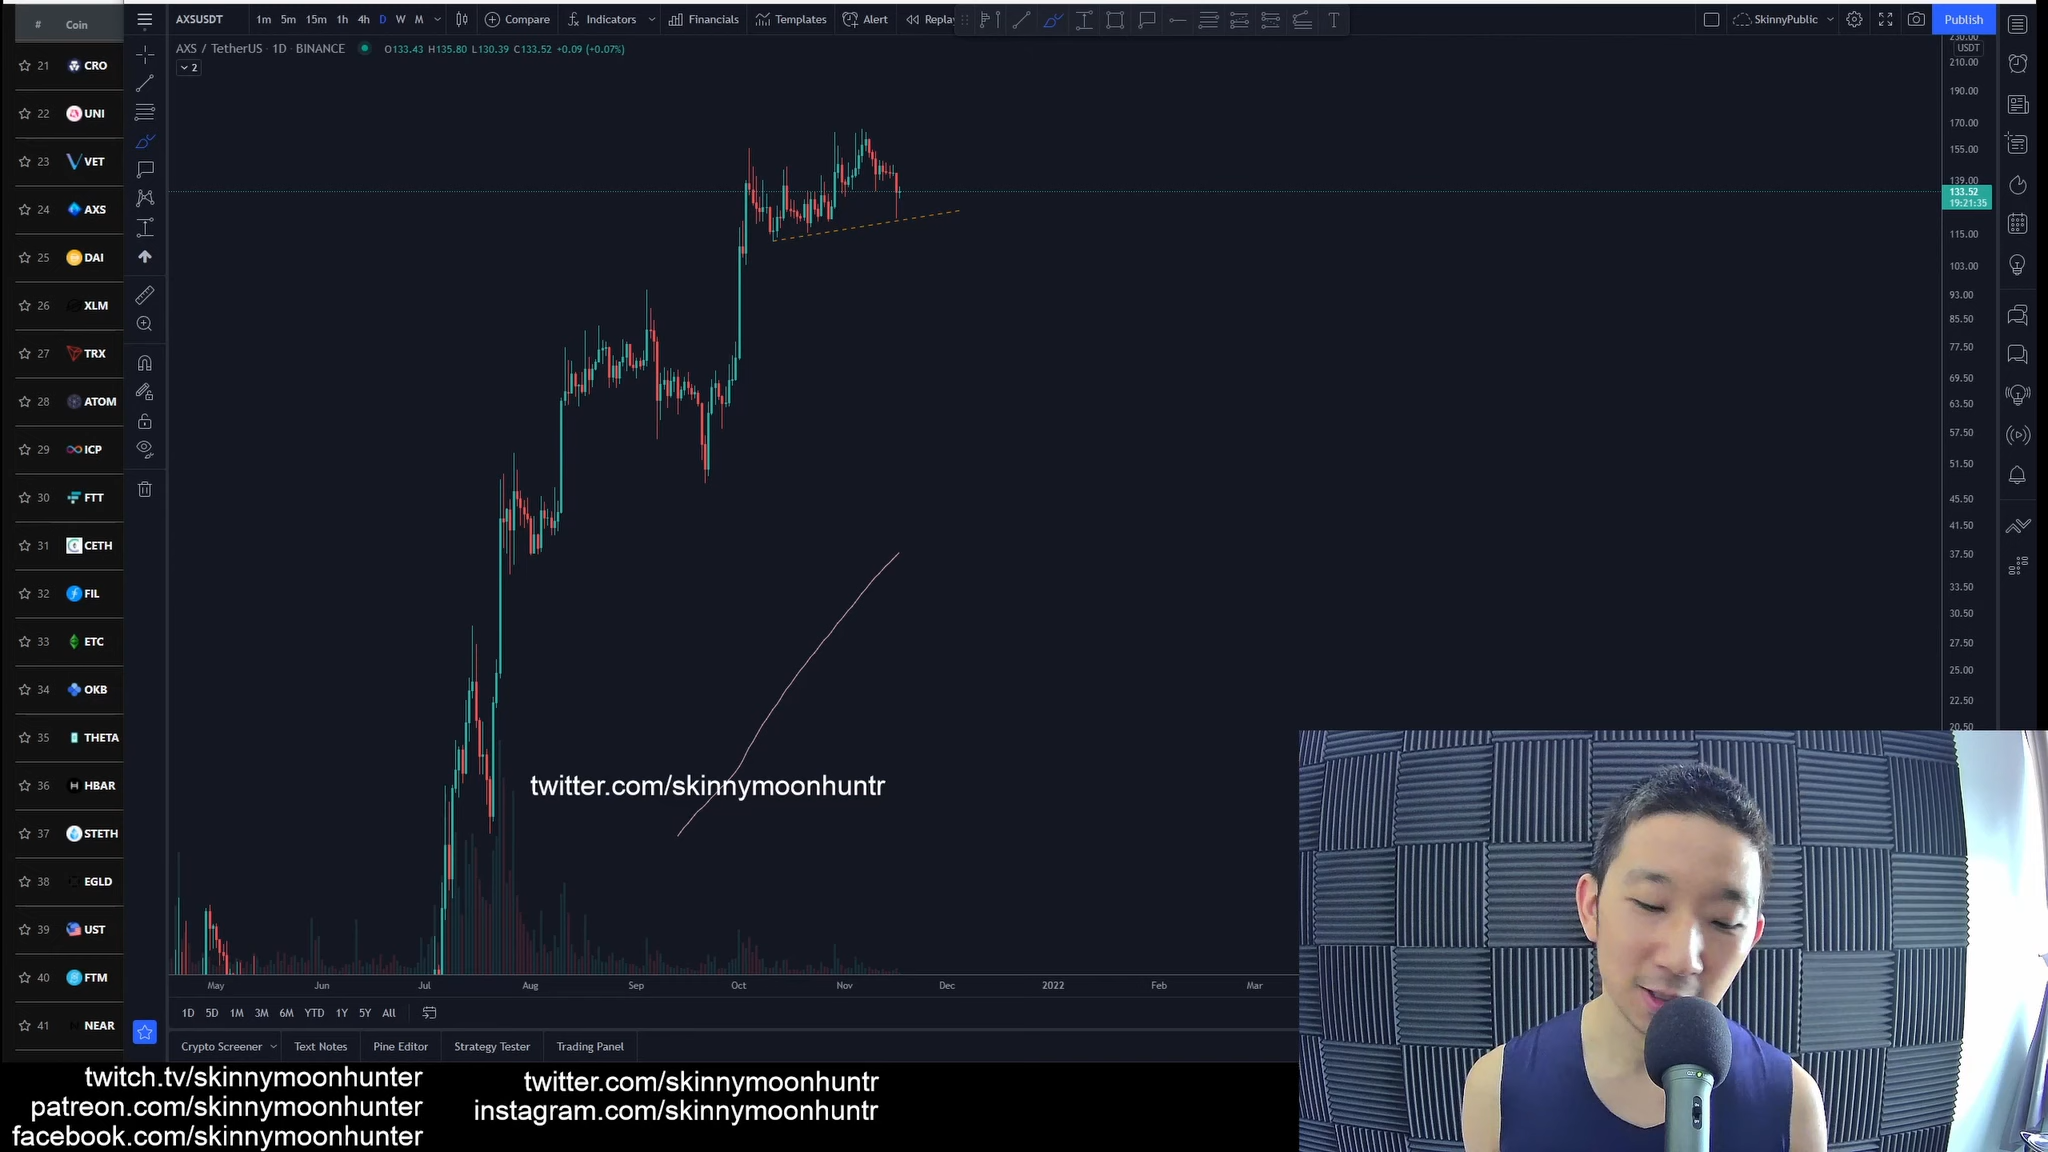 # Coin
21 CRO
22 UNI
23 VET
24 AXS
25 DAI
26 XLM
27 TRX
28 ATOM
29 ICP
30 FTT
31 CETH
32 FIL
33 ETC
34 OKB
35 THETA
36 HBAR
37 STETH
38 EGLD
39 UST
40 FTM
41 NEAR
AXSUSDT 1m 5m 15m 1h 4h D W M Compare Indicators Financials Templates Alert Replay T SkinnyPublic Publish
AXS / TetherUS · 1D · BINANCE O133.43 H135.80 L130.39 C133.52 +0.09 (+0.07%)
2
230.00
USDT
210.00
190.00
170.00
155.00
139.00
133.52
19:21:35
115.00
103.00
93.00
85.50
77.50
69.50
63.50
57.50
51.50
45.50
41.50
37.50
33.50
30.50
27.50
25.00
22.50
20.50
twitter.com/skinnymoonhuntr
May Jun Jul Aug Sep Oct Nov Dec 2022 Feb Mar
1D 5D 1M 3M 6M YTD 1Y 5Y All
Crypto Screener Text Notes Pine Editor Strategy Tester Trading Panel
twitch.tv/skinnymoonhunter
patreon.com/skinnymoonhunter
facebook.com/skinnymoonhunter
twitter.com/skinnymoonhuntr
instagram.com/skinnymoonhuntr